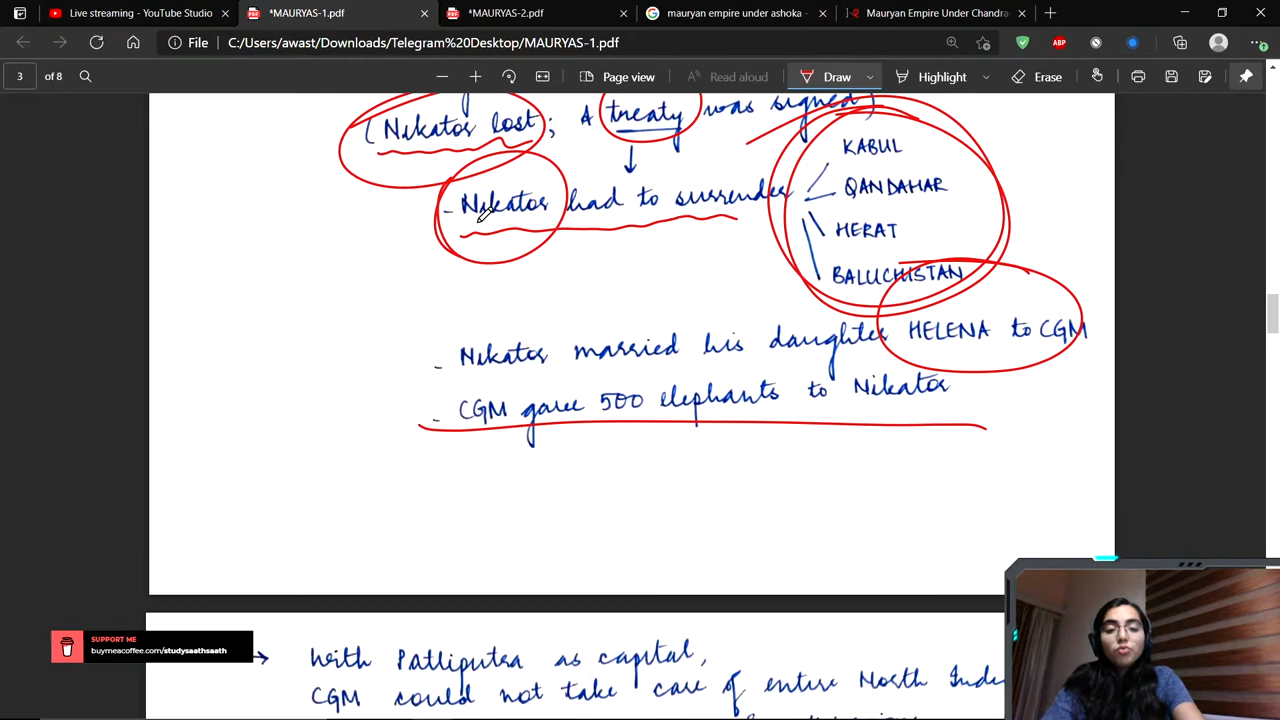 Live streaming - YouTube Studio
*MAURYAS-1.pdf
*MAURYAS-2.pdf
mauryan empire under ashoka -
Mauryan Empire Under Chandra
File
C:/Users/awast/Downloads/Telegram%20Desktop/MAURYAS-1.pdf
3 of 8
Page view
Read aloud
Draw
Highlight
Erase
(Nikator lost; A treaty was signed)
- Nikator had to surrender
KABUL
QANDAHAR
HERAT
BALUCHISTAN
- Nikator married his daughter HELENA to CGM
- CGM gave 500 elephants to Nikator
SUPPORT ME
buymeacoffee.com/studysaathsaath
With Patliputra as capital,
CGM could not take care of entire North